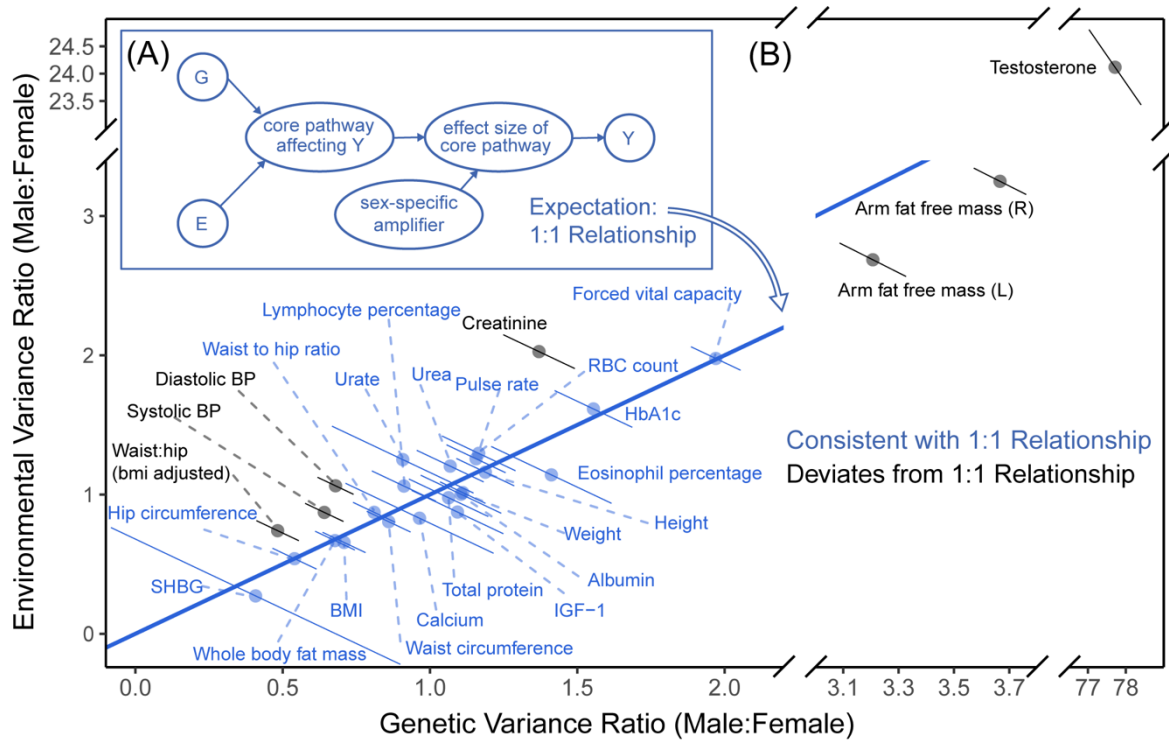 (A)
G
E
core pathway
affecting Y
effect size of
core pathway
Y
sex-specific
amplifier
(B)
Expectation:
1:1 Relationship
Testosterone
Arm fat free mass (R)
Arm fat free mass (L)
Forced vital capacity
Lymphocyte percentage
Creatinine
Waist to hip ratio
RBC count
Diastolic BP
Urate
Urea
Pulse rate
Systolic BP
HbA1c
Waist:hip
(bmi adjusted)
Consistent with 1:1 Relationship
Deviates from 1:1 Relationship
Eosinophil percentage
Hip circumference
Height
Weight
SHBG
BMI
Total protein
Albumin
IGF−1
Calcium
Whole body fat mass
Waist circumference
24.5
24.0
23.5
3
2
1
0
Environmental Variance Ratio (Male:Female)
0.0
0.5
1.0
1.5
2.0
3.1
3.3
3.5
3.7
77
78
Genetic Variance Ratio (Male:Female)